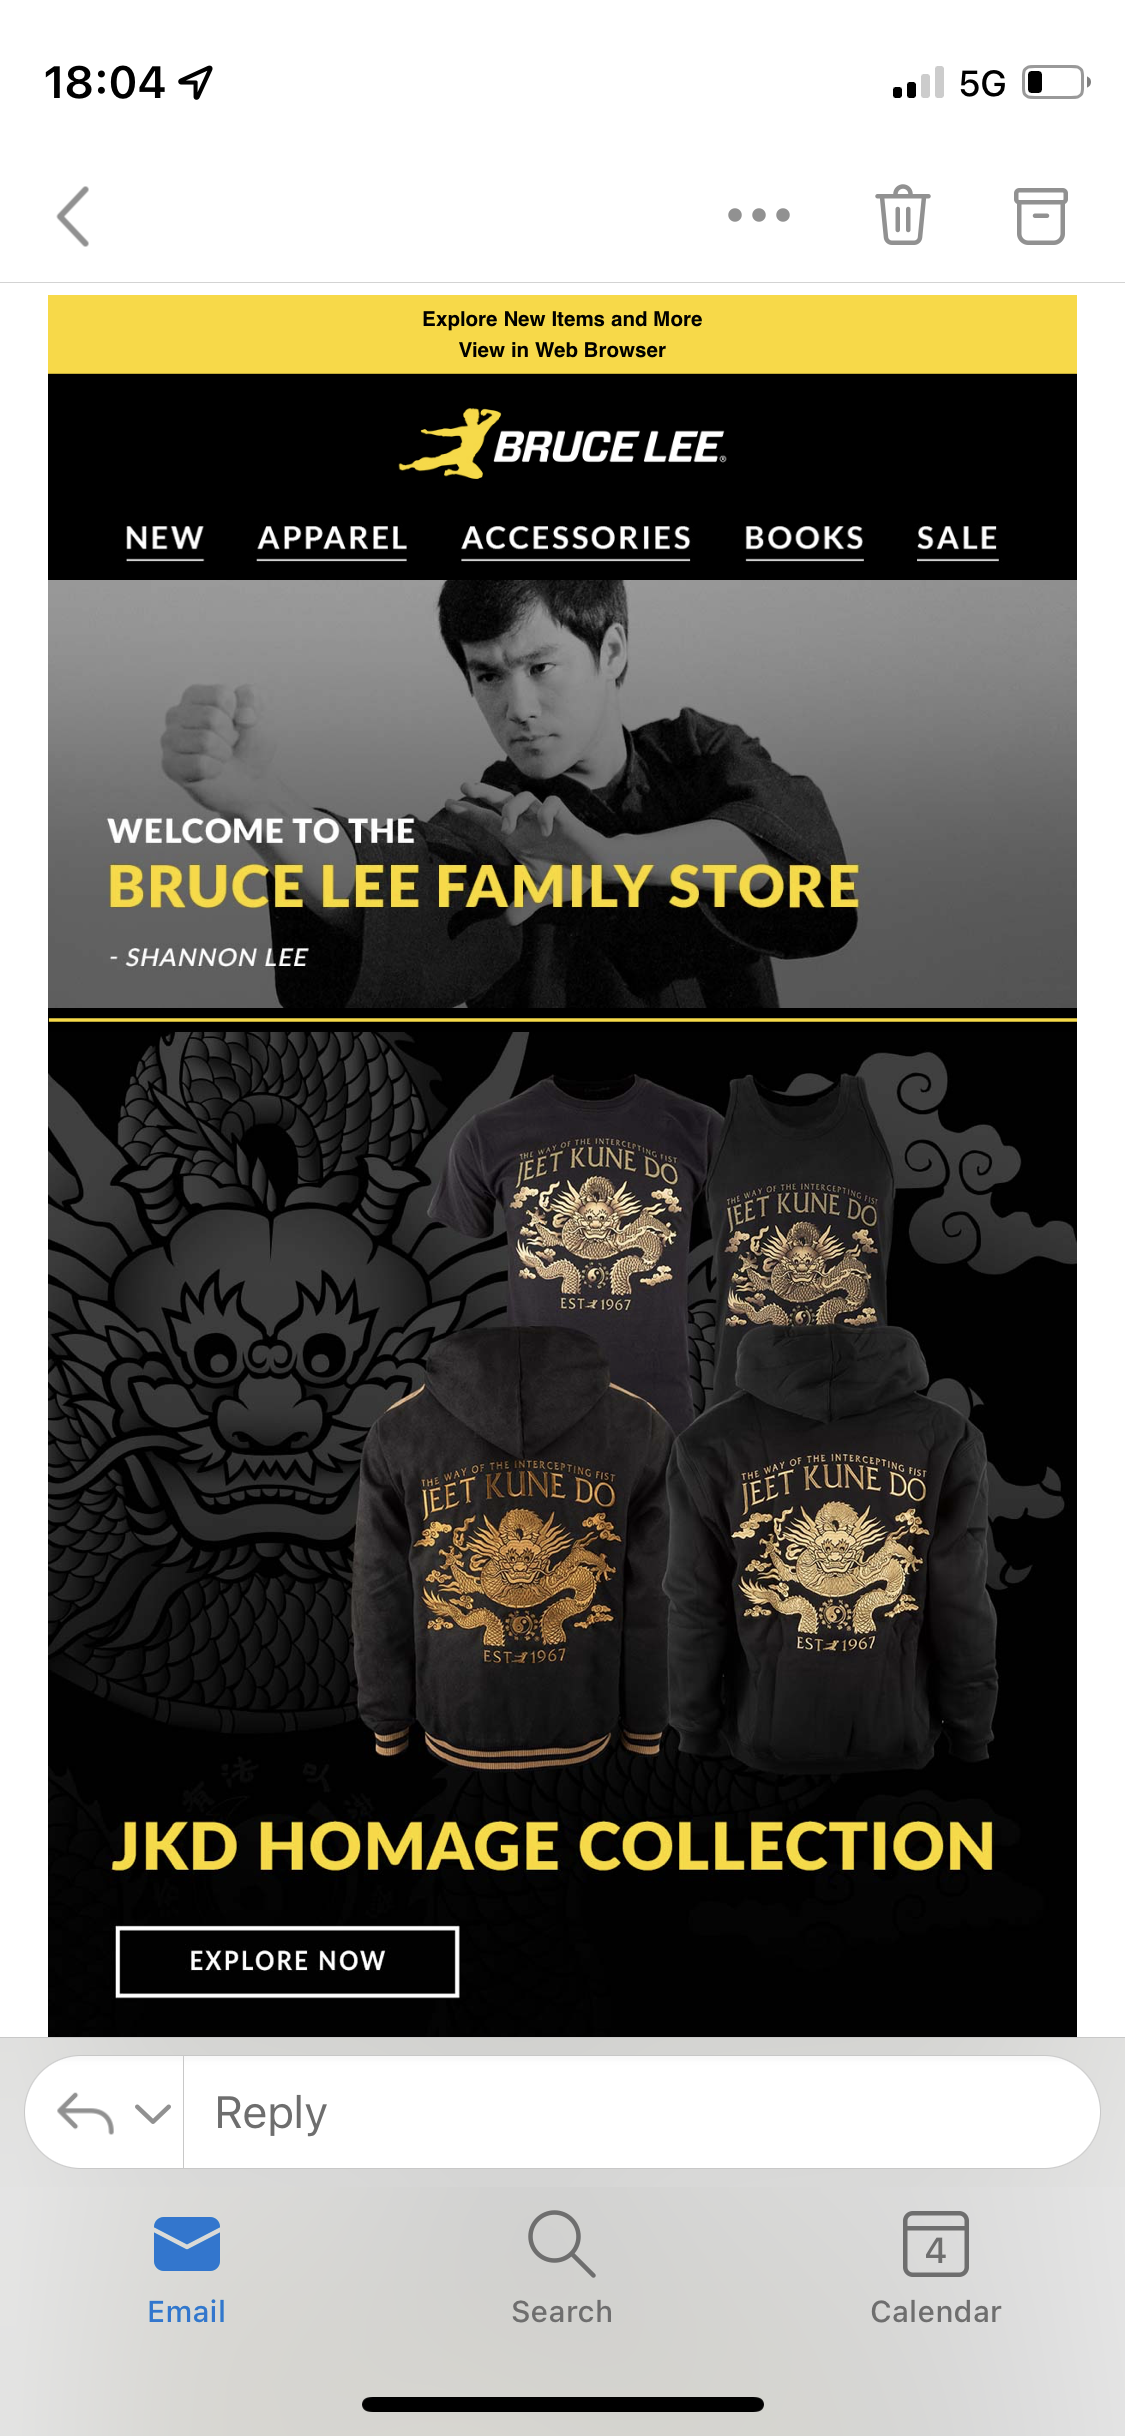 18:04
5G
Explore New Items and More
View in Web Browser
BRUCE LEE®
NEW APPAREL ACCESSORIES BOOKS SALE
WELCOME TO THE
BRUCE LEE FAMILY STORE
- SHANNON LEE
THE WAY OF THE INTERCEPTING FIST
JEET KUNE DO
EST 1967
THE WAY OF THE INTERCEPTING FIST
JEET KUNE DO
THE WAY OF THE INTERCEPTING FIST
JEET KUNE DO
EST 1967
THE WAY OF THE INTERCEPTING FIST
JEET KUNE DO
EST 1967
JKD HOMAGE COLLECTION
EXPLORE NOW
Reply
4
Email
Search
Calendar